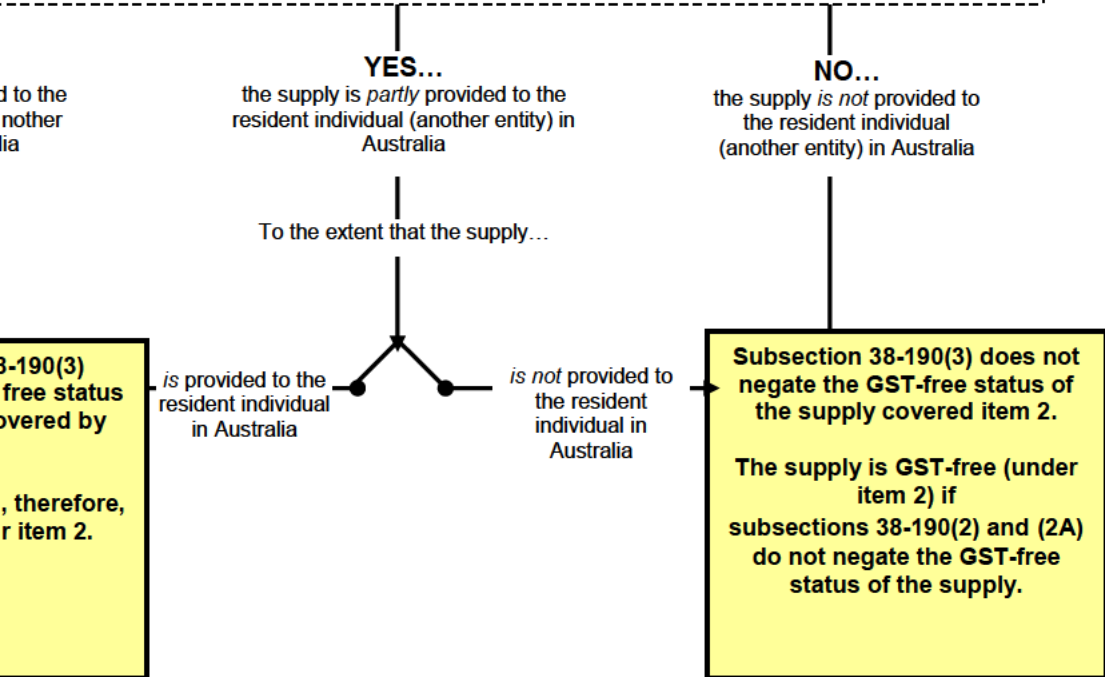 d to the
nother
lia
YES…
the supply is partly provided to the
resident individual (another entity) in
Australia
NO…
the supply is not provided to
the resident individual
(another entity) in Australia
To the extent that the supply…
8-190(3)
free status
overed by
, therefore,
r item 2.
is provided to the
resident individual
in Australia
is not provided to
the resident
individual in
Australia
Subsection 38-190(3) does not
negate the GST-free status of
the supply covered item 2.
The supply is GST-free (under
item 2) if
subsections 38-190(2) and (2A)
do not negate the GST-free
status of the supply.